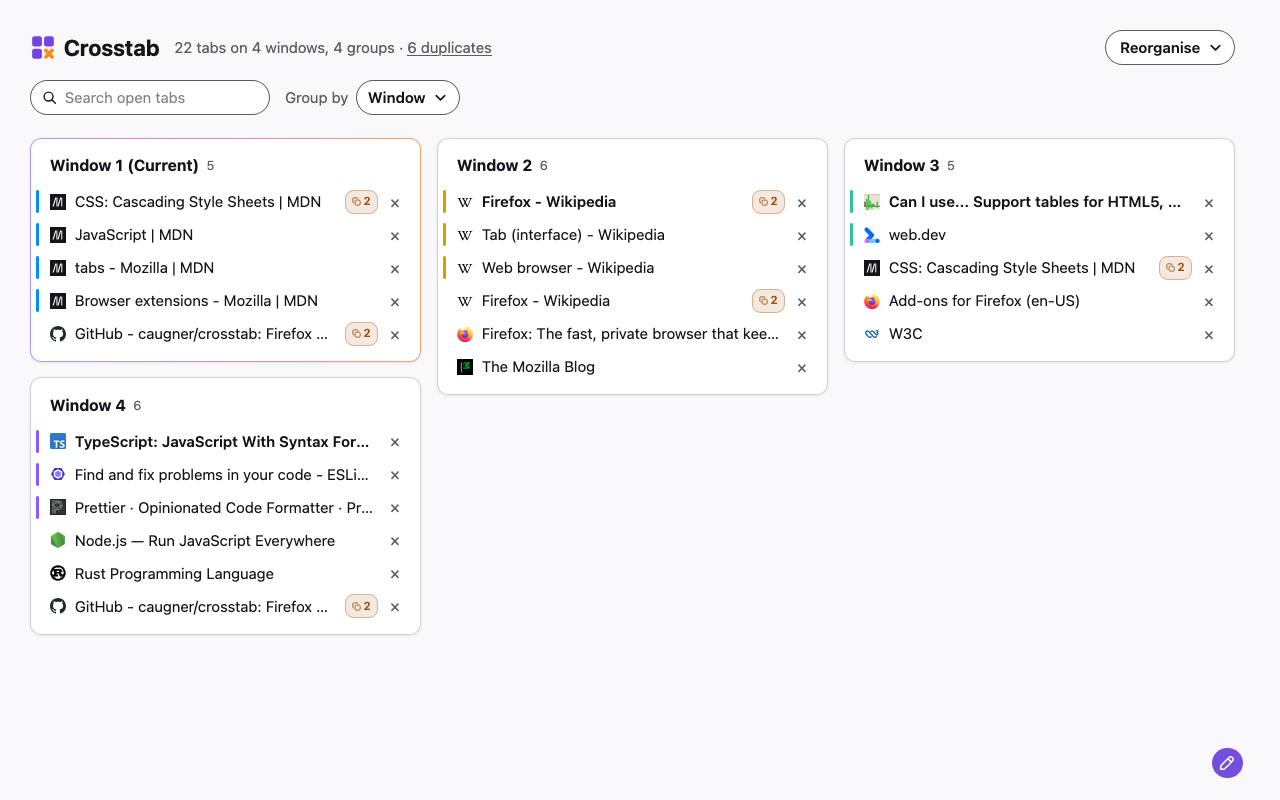 Crosstab
22 tabs on 4 windows, 4 groups · 6 duplicates
Reorganise
Search open tabs
Group by
Window
Window 1 (Current) 5
CSS: Cascading Style Sheets | MDN 2
JavaScript | MDN
tabs - Mozilla | MDN
Browser extensions - Mozilla | MDN
GitHub - caugner/crosstab: Firefox ... 2
Window 2 6
Firefox - Wikipedia 2
Tab (interface) - Wikipedia
Web browser - Wikipedia
Firefox - Wikipedia 2
Firefox: The fast, private browser that kee...
The Mozilla Blog
Window 3 5
Can I use... Support tables for HTML5, ...
web.dev
CSS: Cascading Style Sheets | MDN 2
Add-ons for Firefox (en-US)
W3C
Window 4 6
TS TypeScript: JavaScript With Syntax For...
Find and fix problems in your code - ESLi...
Prettier · Opinionated Code Formatter · Pr...
Node.js — Run JavaScript Everywhere
Rust Programming Language
GitHub - caugner/crosstab: Firefox ... 2